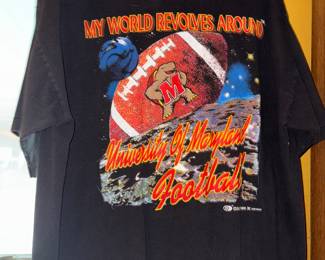 MY WORLD REVOLVES AROUND
M
University Of Maryland
Football